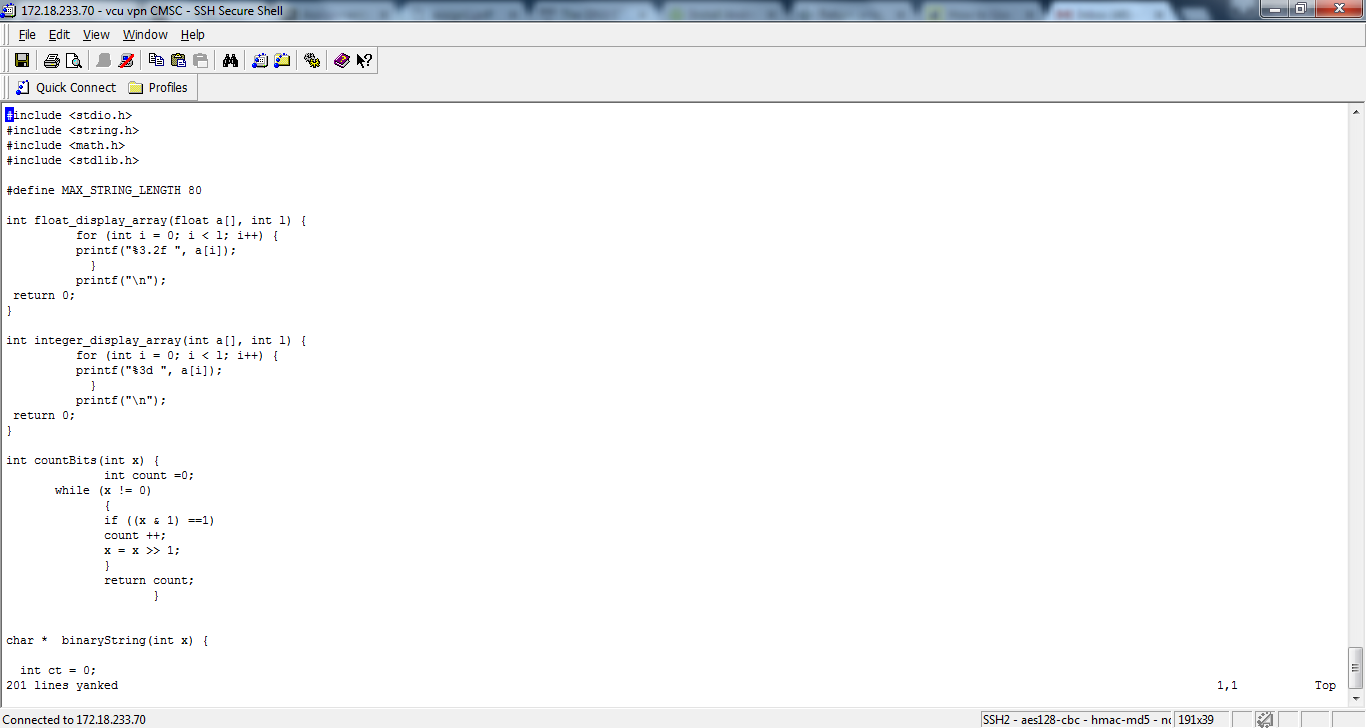 172.18.233.70 - vcu vpn CMSC - SSH Secure Shell
File Edit View Window Help
Quick Connect Profiles
#include <stdio.h>
#include <string.h>
#include <math.h>
#include <stdlib.h>
#define MAX_STRING_LENGTH 80
int float_display_array(float a[], int l) {
for (int i = 0; i < l; i++) {
printf("%3.2f ", a[i]);
}
printf("\n");
return 0;
}
int integer_display_array(int a[], int l) {
for (int i = 0; i < l; i++) {
printf("%3d ", a[i]);
}
printf("\n");
return 0;
}
int countBits(int x) {
int count =0;
while (x != 0)
{
if ((x & 1) ==1)
count ++;
x = x >> 1;
}
return count;
}
char *  binaryString(int x) {
int ct = 0;
201 lines yanked 1,1 Top
Connected to 172.18.233.70 SSH2 - aes128-cbc - hmac-md5 - nc 191x39